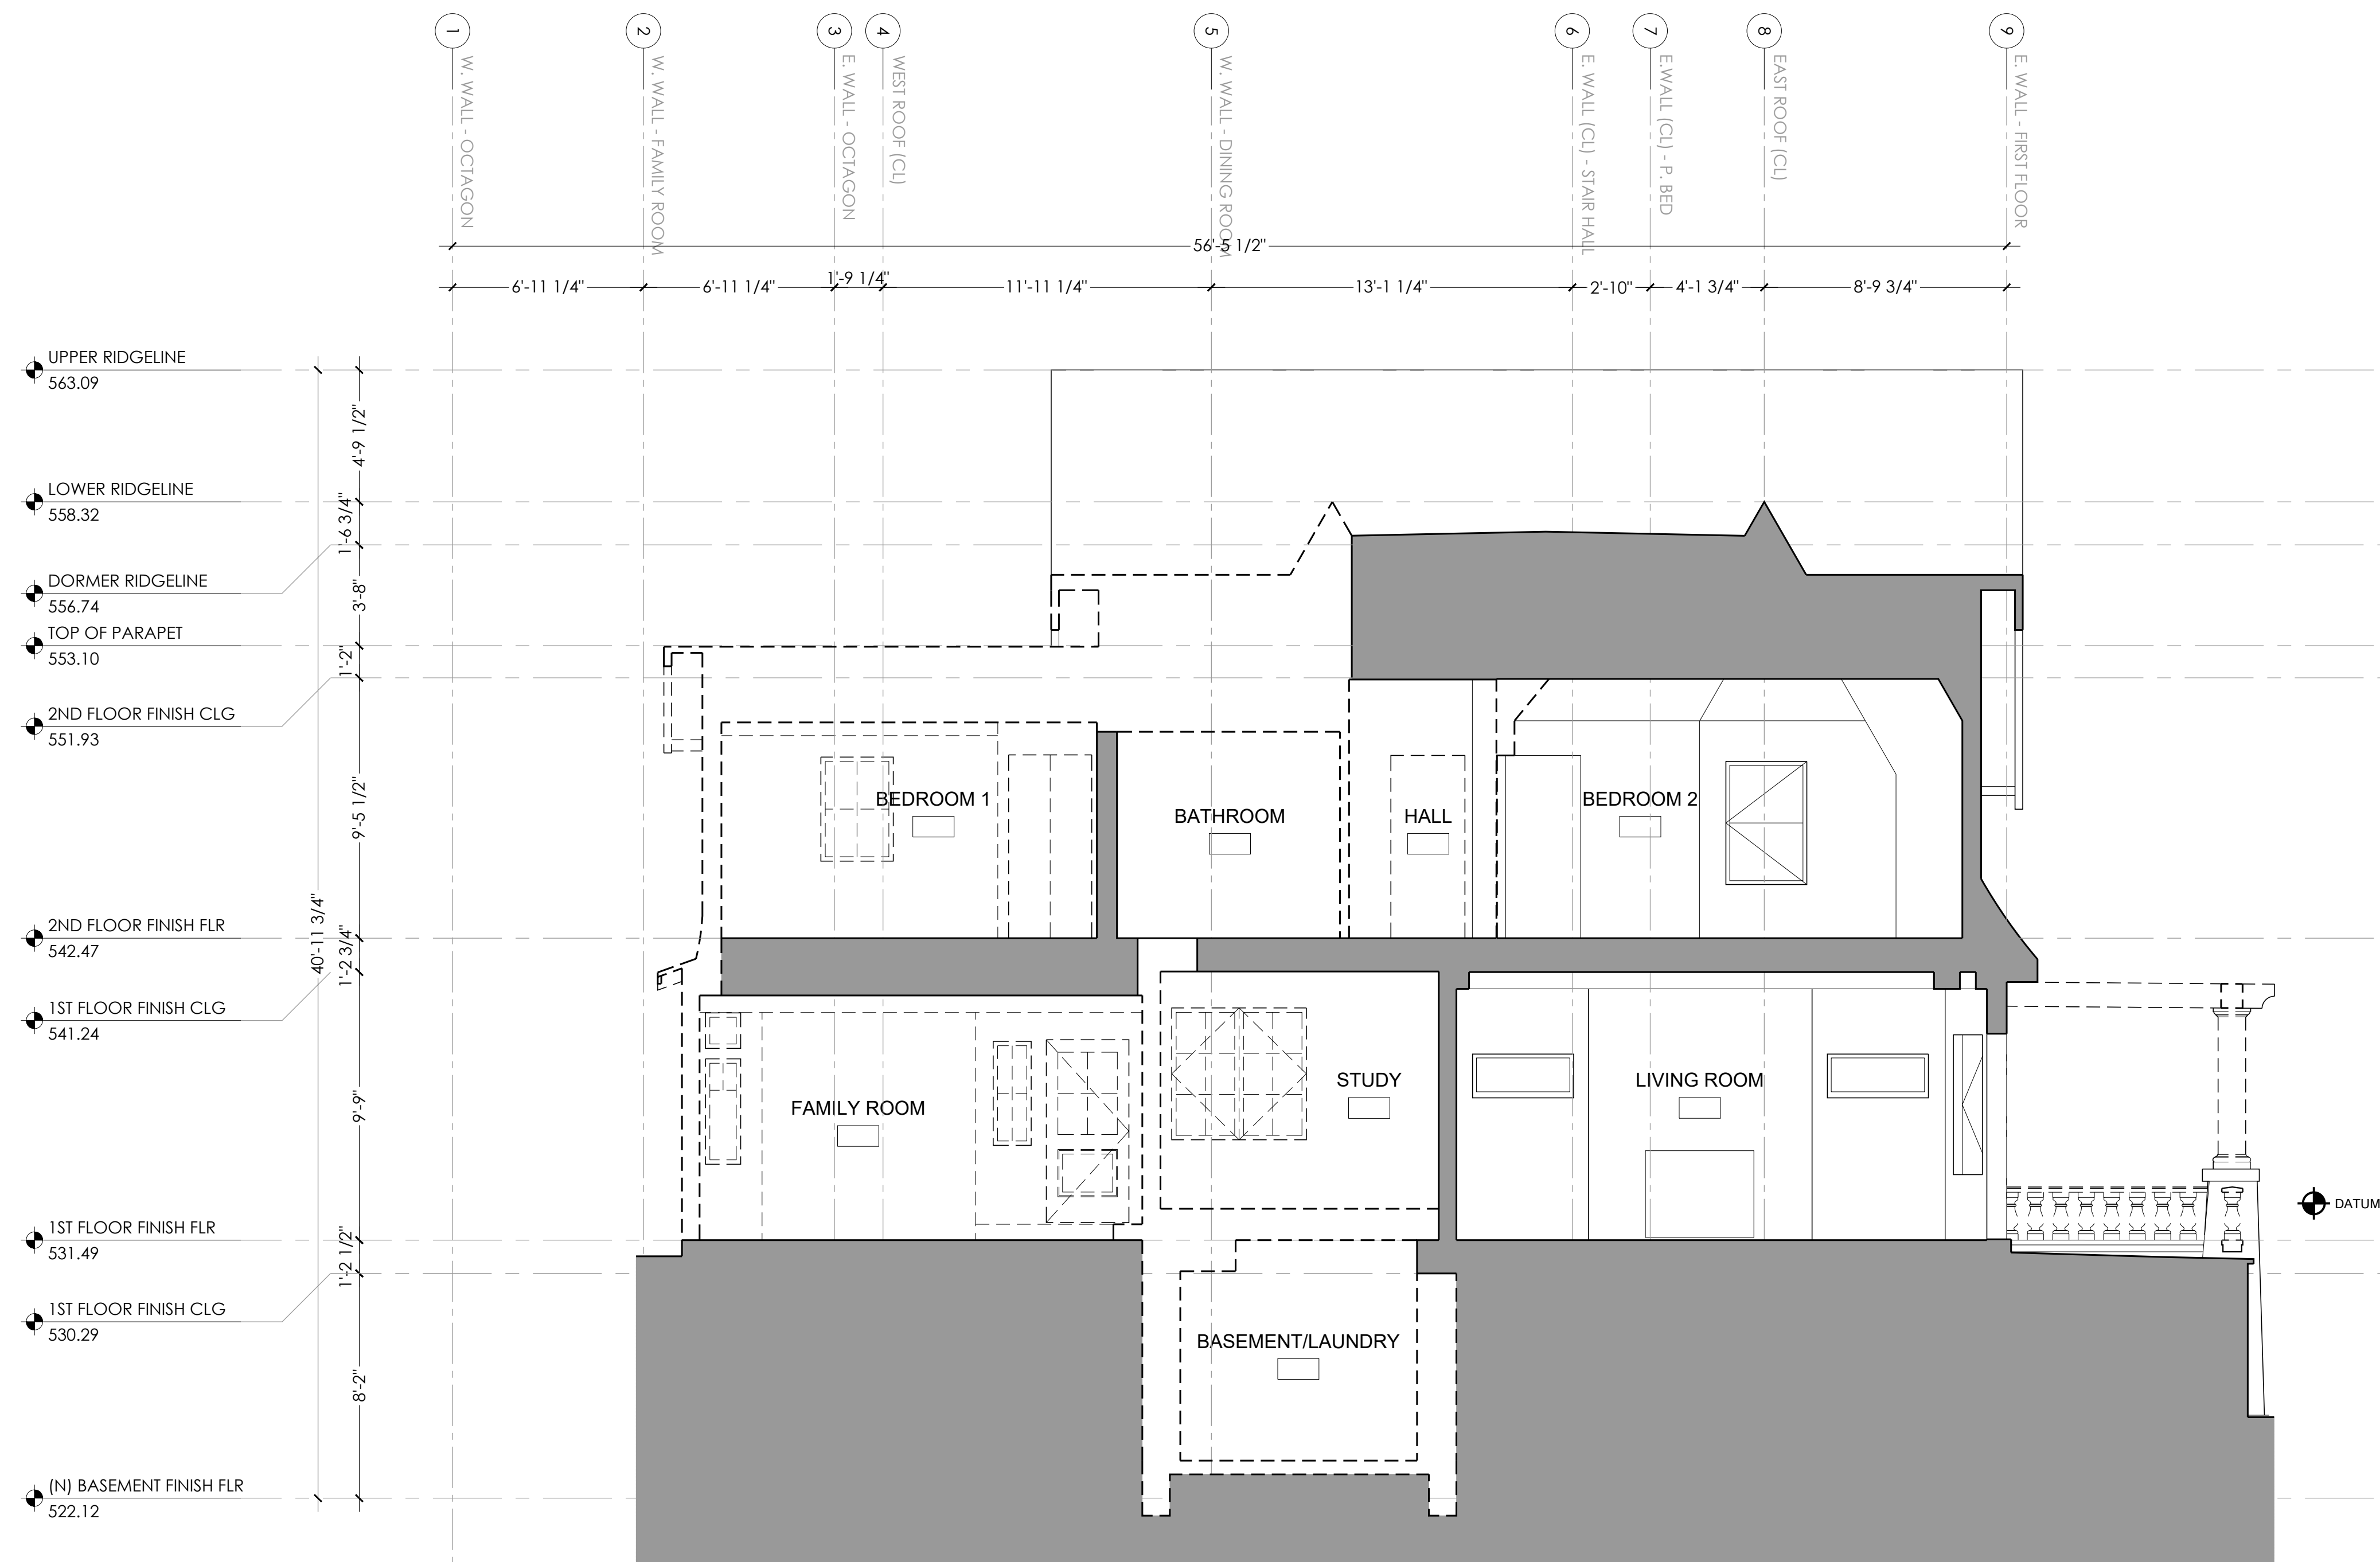 1
2
3
4
5
6
7
8
9
W. WALL - OCTAGON
W. WALL - FAMILY ROOM
E. WALL - OCTAGON
WEST ROOF (CL)
W. WALL - DINING ROOM
E. WALL (CL) - STAIR HALL
E.WALL (CL) - P. BED
EAST ROOF (CL)
E. WALL - FIRST FLOOR
56'-5 1/2"
6'-11 1/4"
6'-11 1/4"
1'-9 1/4"
11'-11 1/4"
13'-1 1/4"
2'-10"
4'-1 3/4"
8'-9 3/4"
UPPER RIDGELINE
563.09
4'-9 1/2"
LOWER RIDGELINE
558.32
1'-6 3/4"
DORMER RIDGELINE
556.74
3'-8"
TOP OF PARAPET
553.10
1'-2"
2ND FLOOR FINISH CLG
551.93
9'-5 1/2"
2ND FLOOR FINISH FLR
542.47
40'-11 3/4"
1'-2 3/4"
1ST FLOOR FINISH CLG
541.24
9'-9"
1ST FLOOR FINISH FLR
531.49
1'-2 1/2"
1ST FLOOR FINISH CLG
530.29
8'-2"
(N) BASEMENT FINISH FLR
522.12
BEDROOM 1
BATHROOM
HALL
BEDROOM 2
FAMILY ROOM
STUDY
LIVING ROOM
BASEMENT/LAUNDRY
DATUM